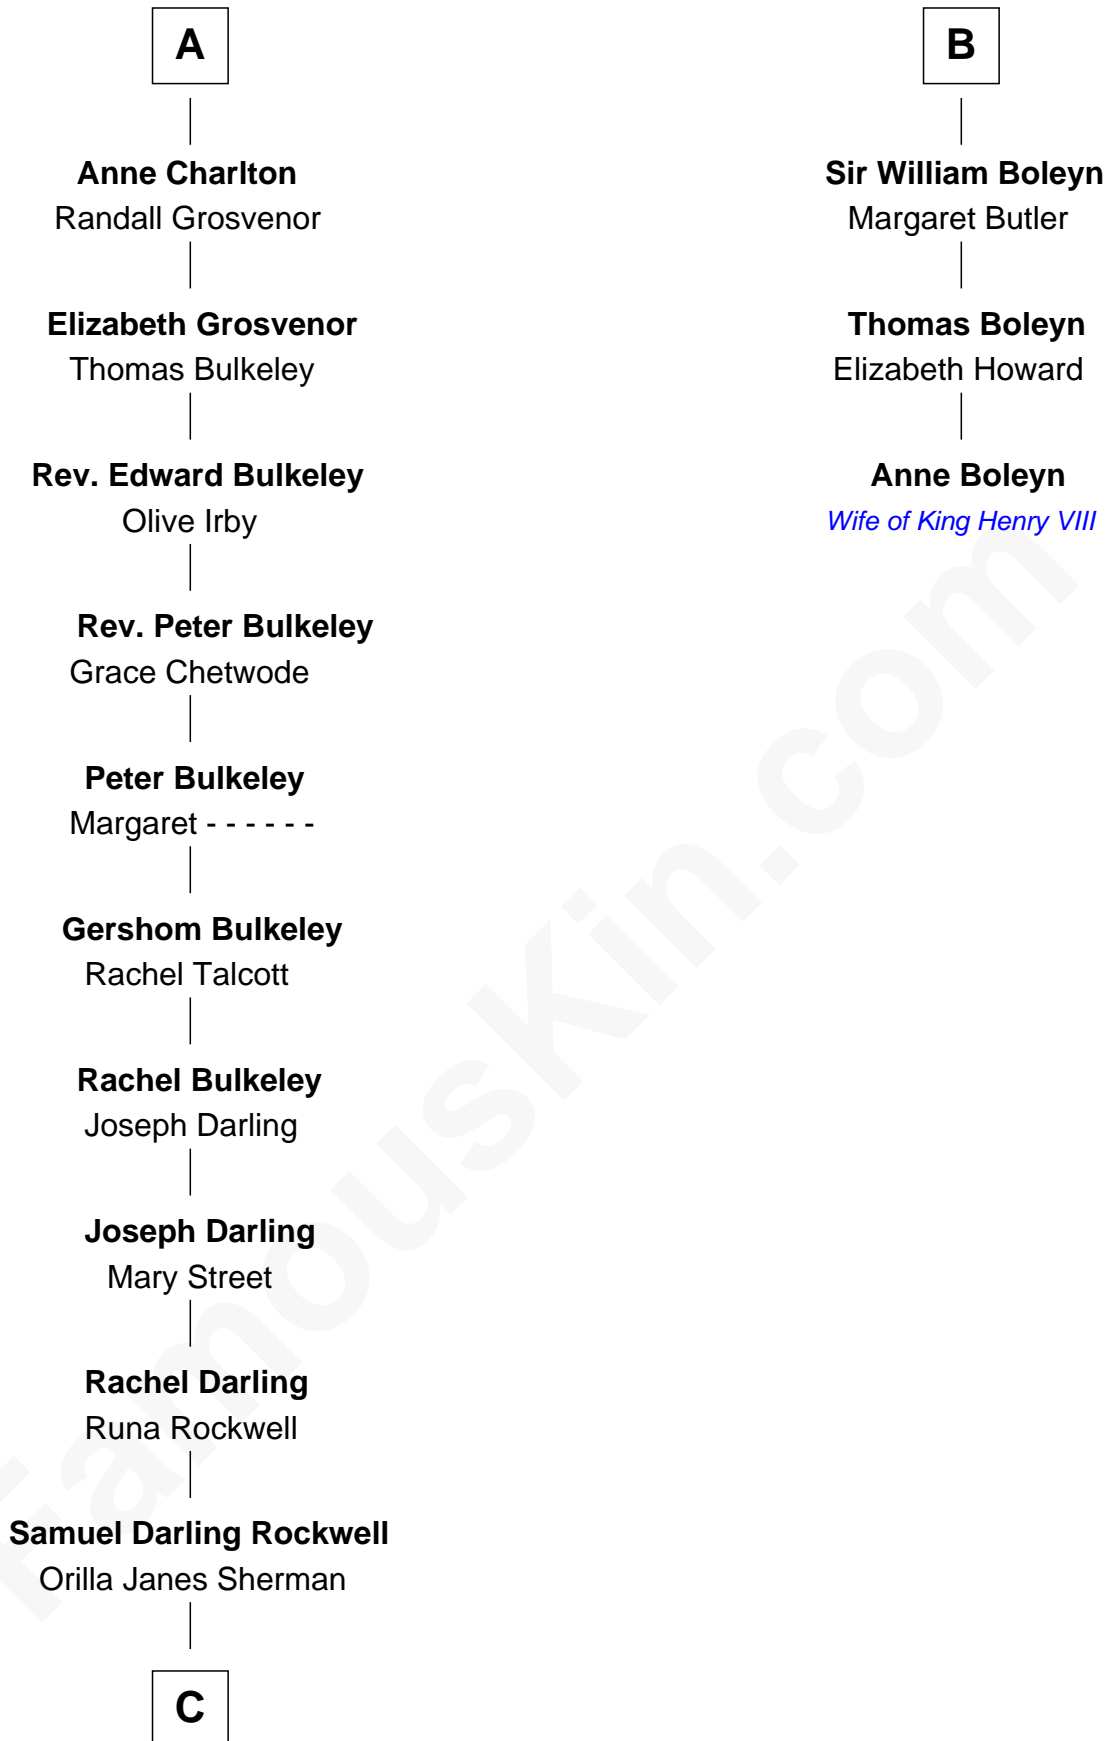 A
Anne Charlton
Randall Grosvenor
Elizabeth Grosvenor
Thomas Bulkeley
Rev. Edward Bulkeley
Olive Irby
Rev. Peter Bulkeley
Grace Chetwode
Peter Bulkeley
Margaret - - - - - -
Gershom Bulkeley
Rachel Talcott
Rachel Bulkeley
Joseph Darling
Joseph Darling
Mary Street
Rachel Darling
Runa Rockwell
Samuel Darling Rockwell
Orilla Janes Sherman
C
B
Sir William Boleyn
Margaret Butler
Thomas Boleyn
Elizabeth Howard
Anne Boleyn
Wife of King Henry VIII
FamousKin.com